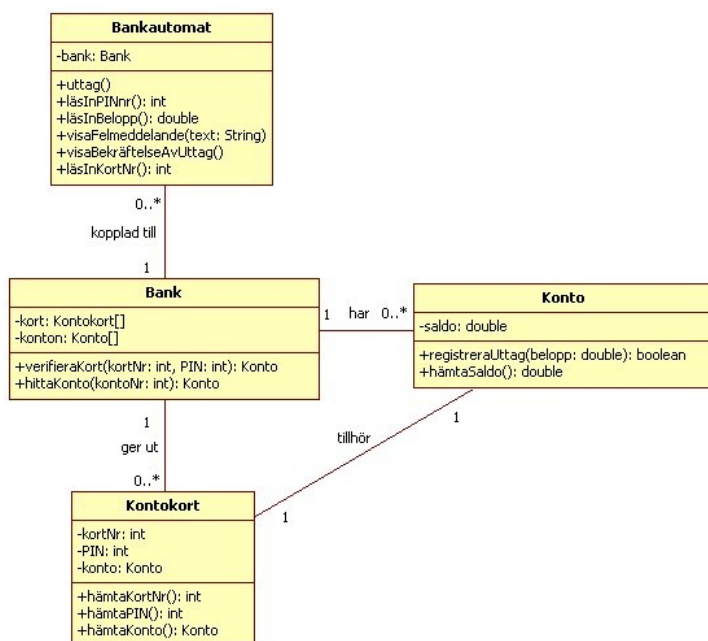 Bankautomat
-bank: Bank
+uttag()
+läsInPINnr(): int
+läsInBelopp(): double
+visaFelmeddelande(text: String)
+visaBekräftelseAvUttag()
+läsInKortNr(): int
0..*
kopplad till
1
Bank
-kort: Kontokort[]
-konton: Konto[]
+verifieraKort(kortNr: int, PIN: int): Konto
+hittaKonto(kontoNr: int): Konto
1 har 0..*
Konto
-saldo: double
+registreraUttag(belopp: double): boolean
+hämtaSaldo(): double
1
ger ut
0..*
tillhör
1
1
Kontokort
-kortNr: int
-PIN: int
-konto: Konto
+hämtaKortNr(): int
+hämtaPIN(): int
+hämtaKonto(): Konto